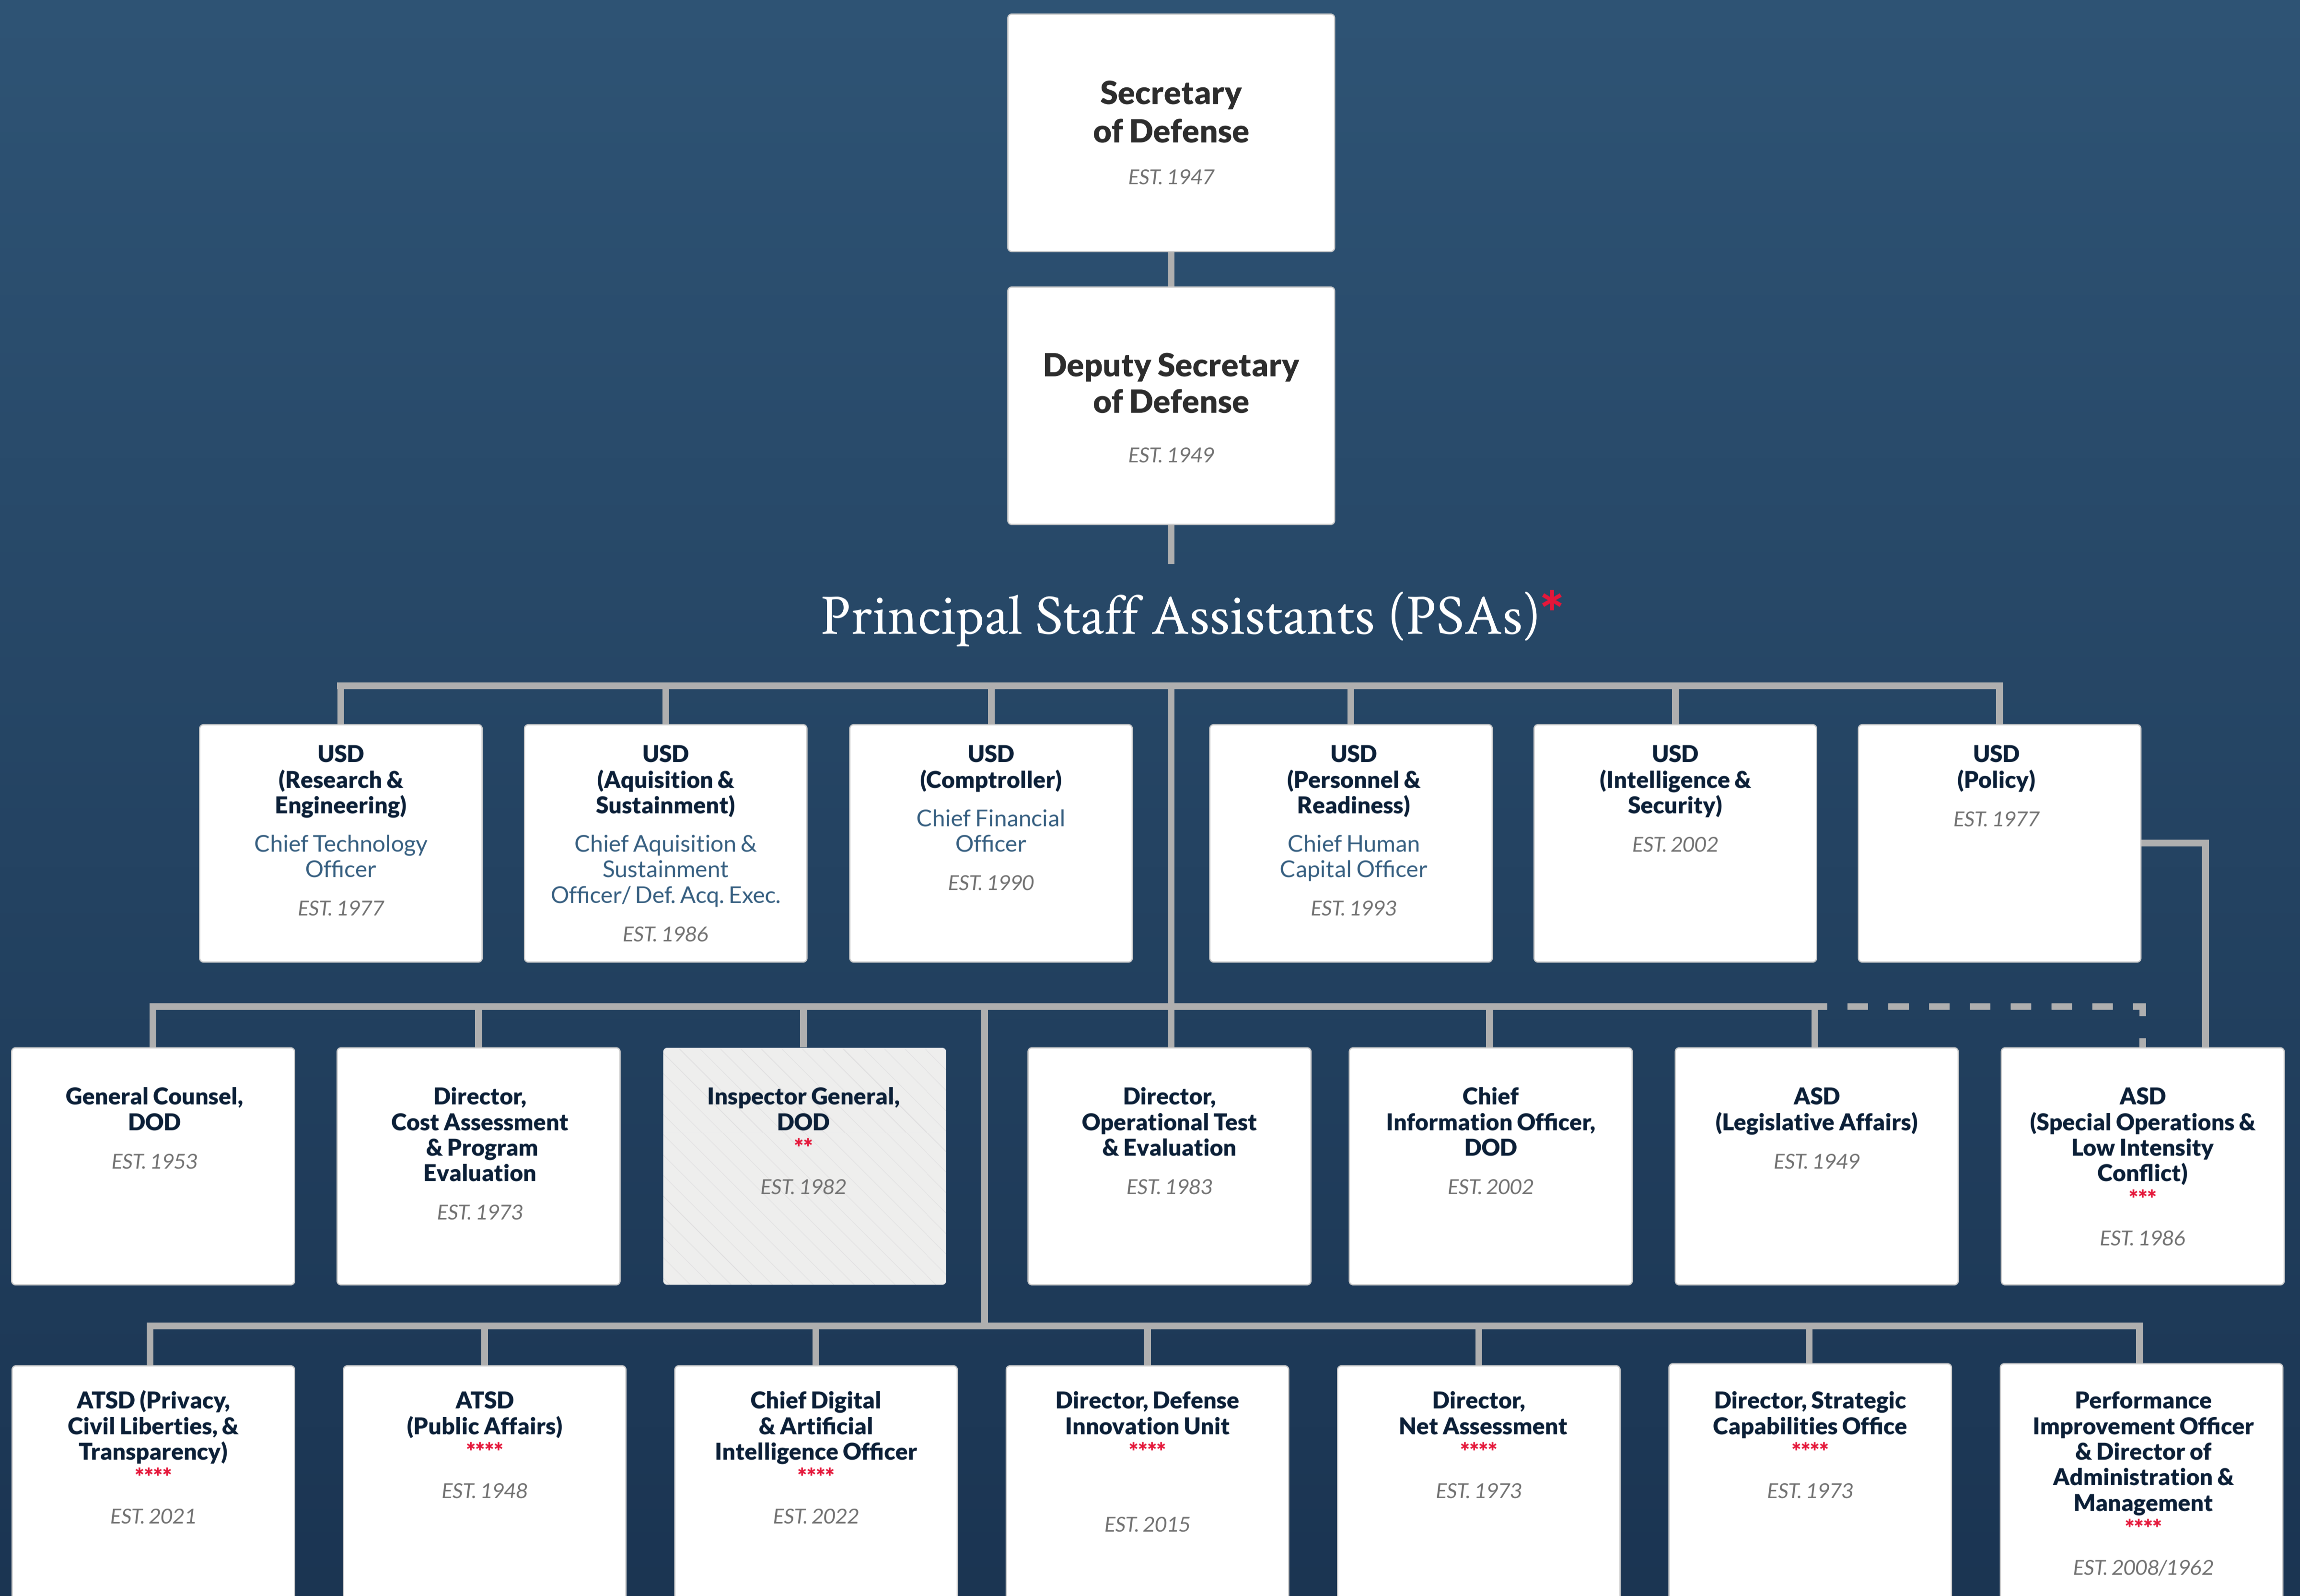 Secretary
of Defense
EST. 1947
Deputy Secretary
of Defense
EST. 1949
Principal Staff Assistants (PSAs)*
USD
(Research &
Engineering)
Chief Technology
Officer
EST. 1977
USD
(Aquisition &
Sustainment)
Chief Aquisition &
Sustainment
Officer/ Def. Acq. Exec.
EST. 1986
USD
(Comptroller)
Chief Financial
Officer
EST. 1990
USD
(Personnel &
Readiness)
Chief Human
Capital Officer
EST. 1993
USD
(Intelligence &
Security)
EST. 2002
USD
(Policy)
EST. 1977
General Counsel,
DOD
EST. 1953
Director,
Cost Assessment
& Program
Evaluation
EST. 1973
Inspector General,
DOD
**
EST. 1982
Director,
Operational Test
& Evaluation
EST. 1983
Chief
Information Officer,
DOD
EST. 2002
ASD
(Legislative Affairs)
EST. 1949
ASD
(Special Operations &
Low Intensity
Conflict)
***
EST. 1986
ATSD (Privacy,
Civil Liberties, &
Transparency)
****
EST. 2021
ATSD
(Public Affairs)
****
EST. 1948
Chief Digital
& Artificial
Intelligence Officer
****
EST. 2022
Director, Defense
Innovation Unit
****
EST. 2015
Director,
Net Assessment
****
EST. 1973
Director, Strategic
Capabilities Office
****
EST. 1973
Performance
Improvement Officer
& Director of
Administration &
Management
****
EST. 2008/1962